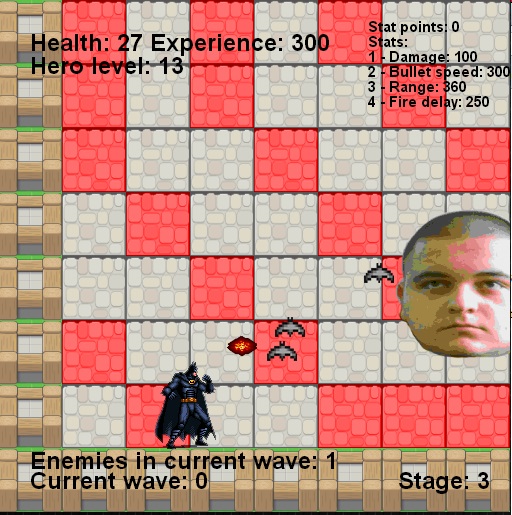 Health: 27 Experience: 300
Hero level: 13
Stat points: 0
Stats:
1 - Damage: 100
2 - Bullet speed: 300
3 - Range: 360
4 - Fire delay: 250
Enemies in current wave: 1
Current wave: 0
Stage: 3